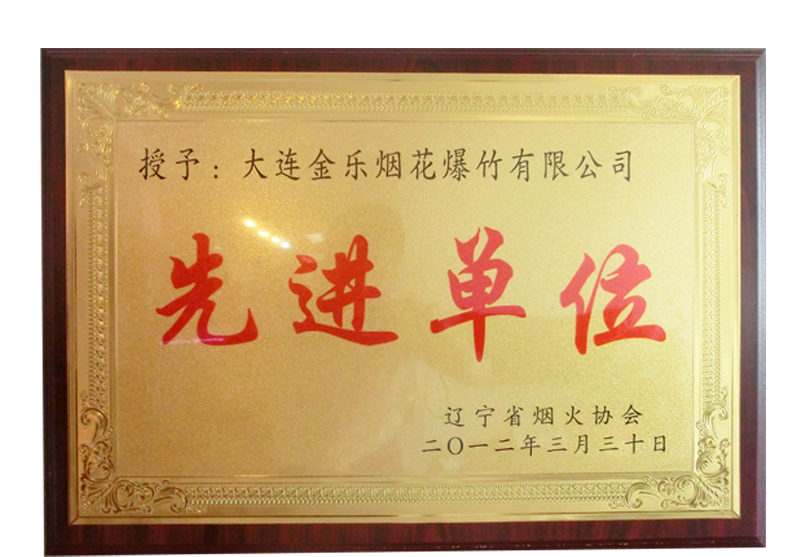 授予：大连金乐烟花爆竹有限公司
先进单位
辽宁省烟火协会
二〇一二年三月三十日